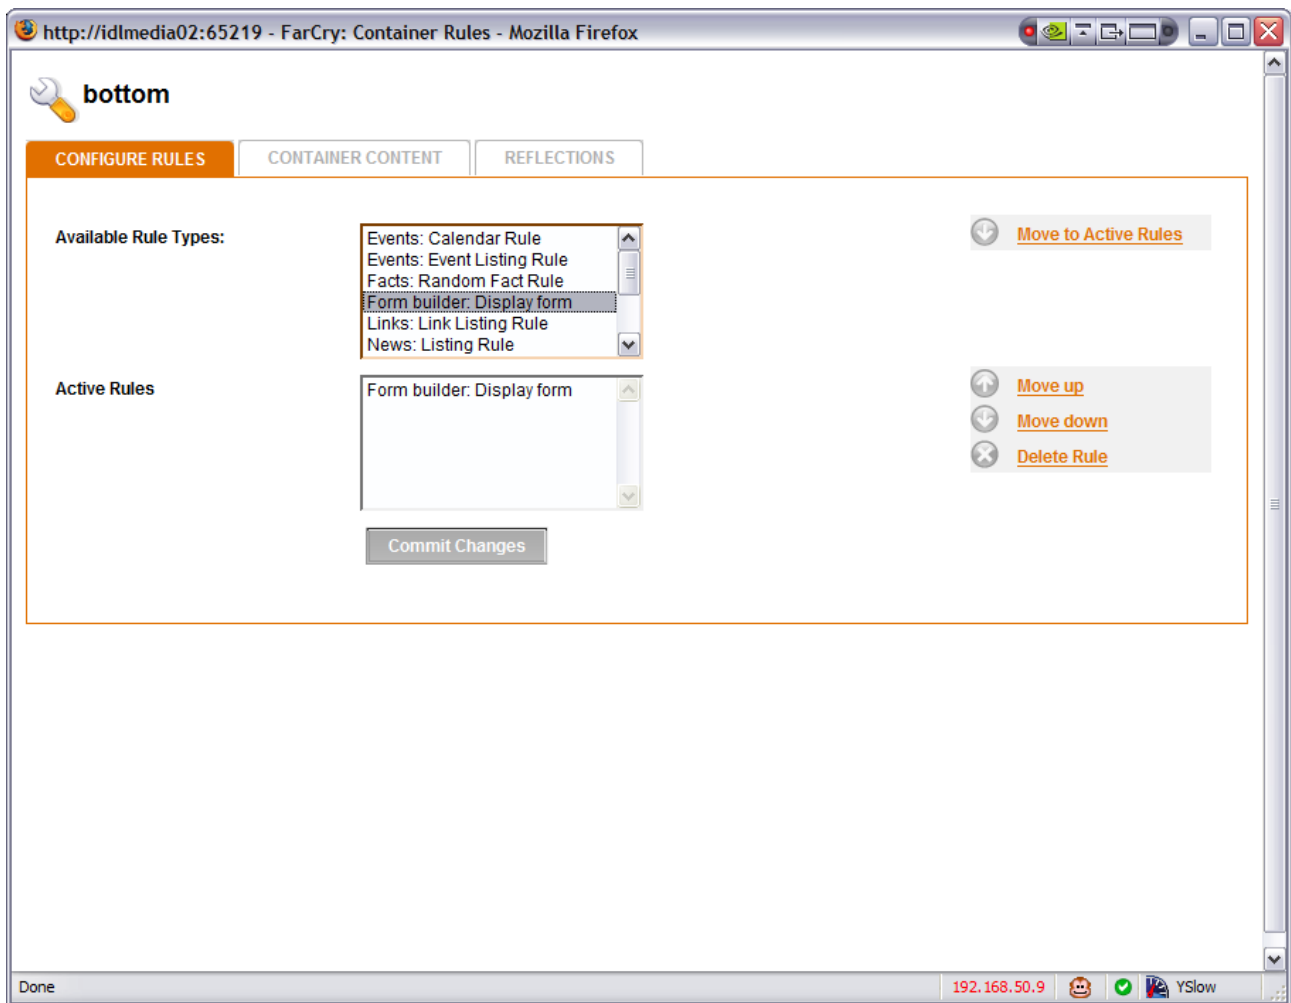 http://idlmedia02:65219 - FarCry: Container Rules - Mozilla Firefox
bottom
CONFIGURE RULES
CONTAINER CONTENT
REFLECTIONS
Available Rule Types:
Events: Calendar Rule
Events: Event Listing Rule
Facts: Random Fact Rule
Form builder: Display form
Links: Link Listing Rule
News: Listing Rule
Move to Active Rules
Active Rules
Form builder: Display form
Move up
Move down
Delete Rule
Commit Changes
Done
192.168.50.9
YSlow